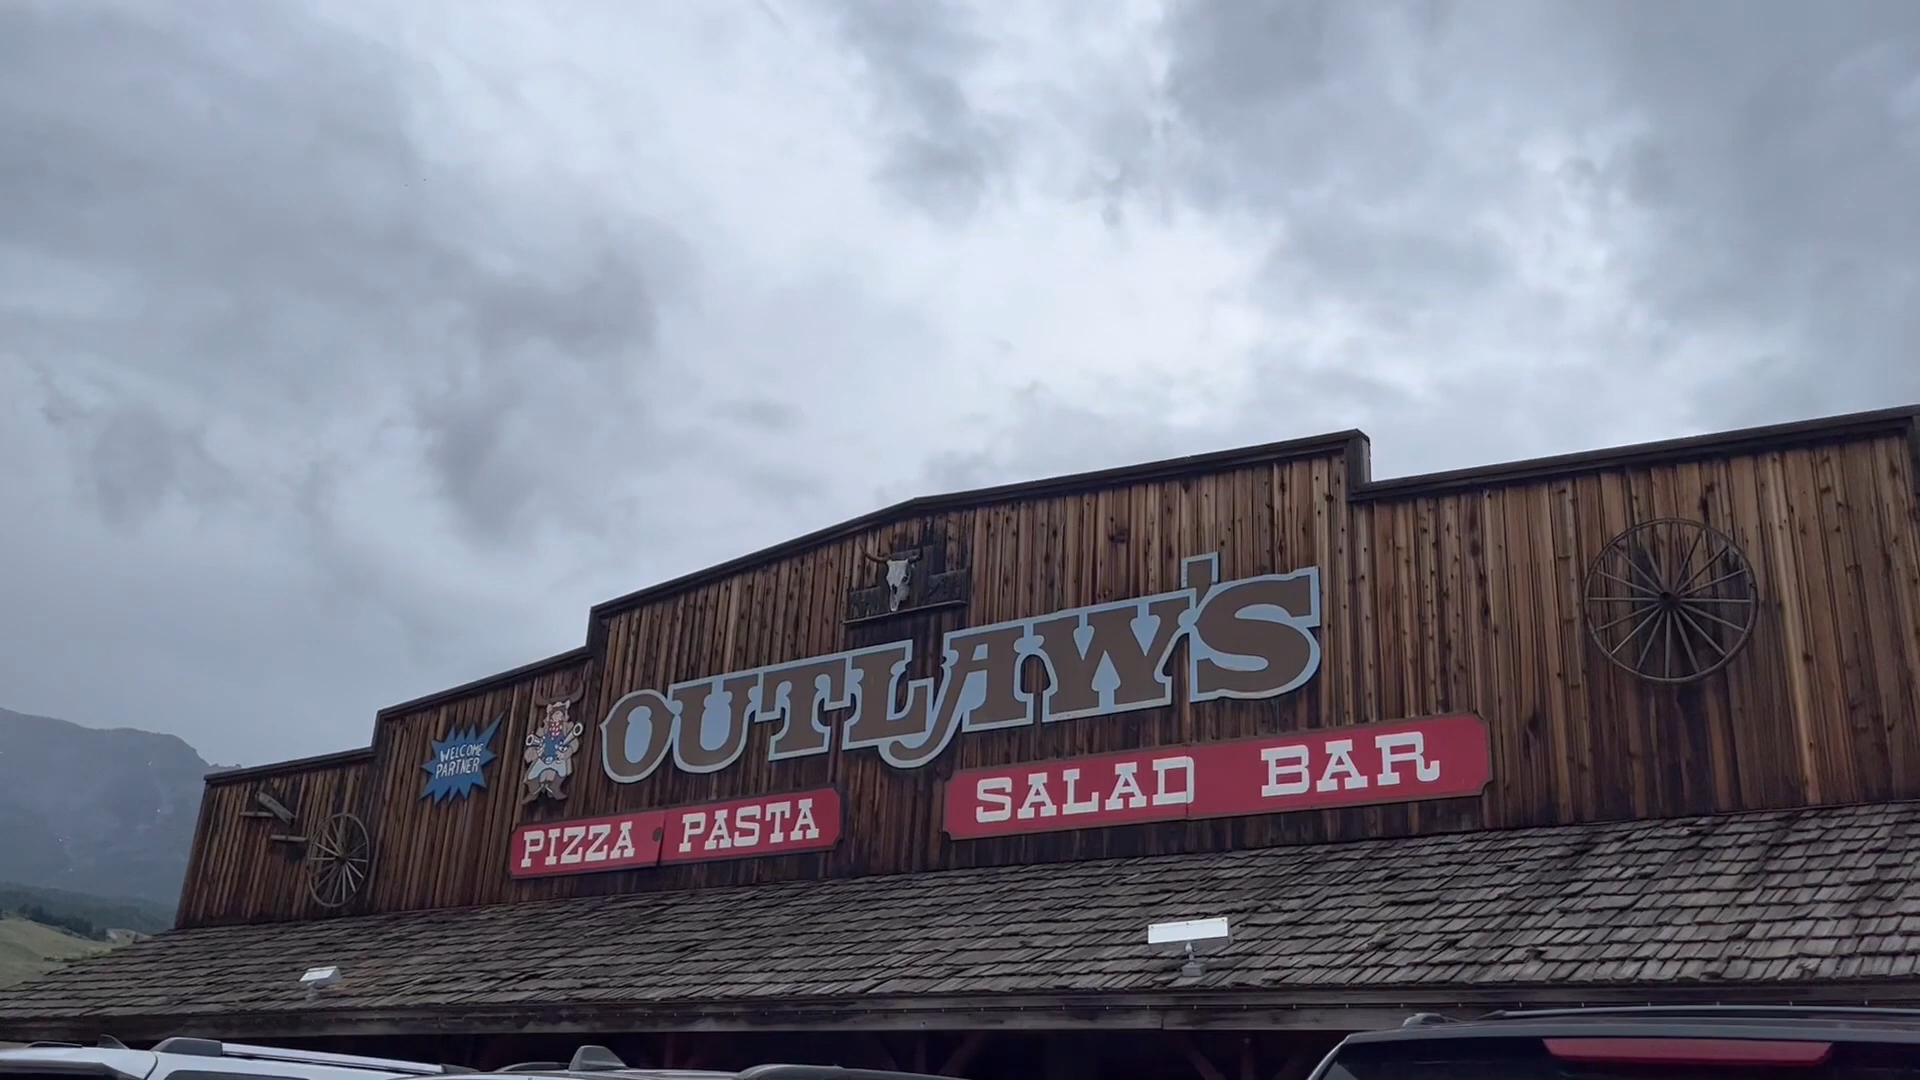 OUTLAW'S
WELCOME
PARTNER
PIZZA PASTA
SALAD BAR